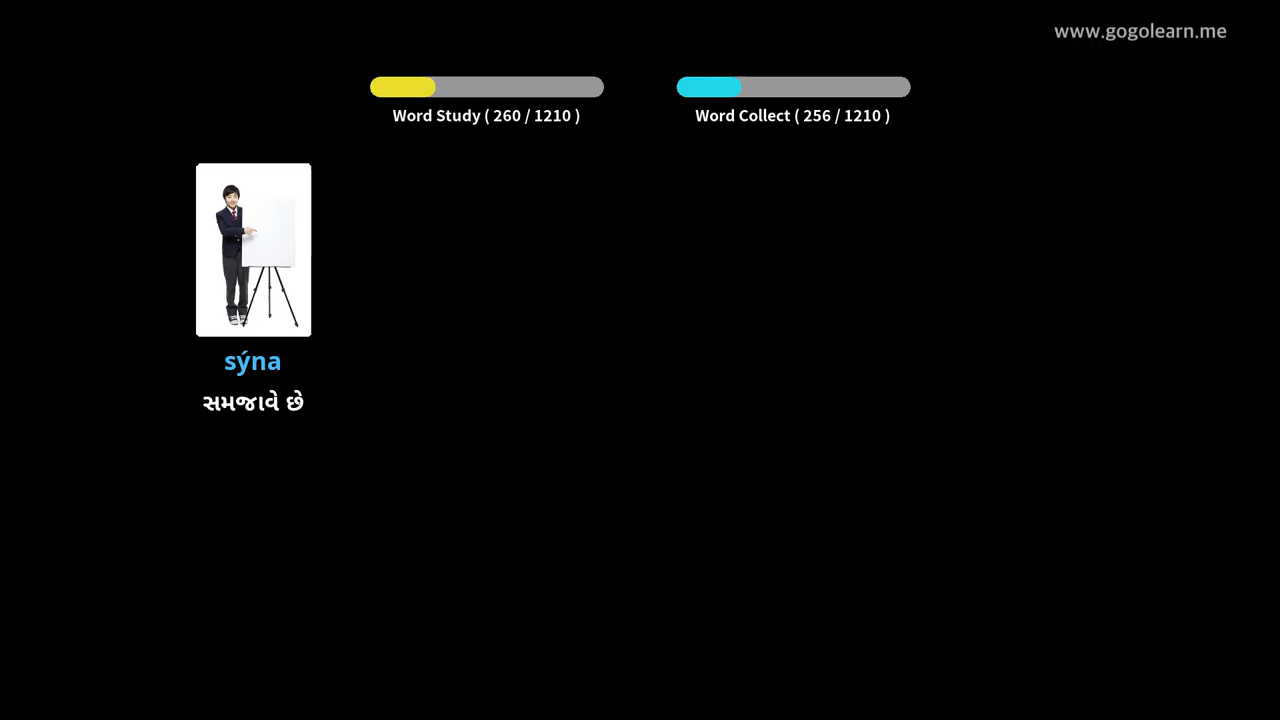 www.gogolearn.me
Word Study ( 260 / 1210 )
Word Collect ( 256 / 1210 )
sýna
સમજાવે છે